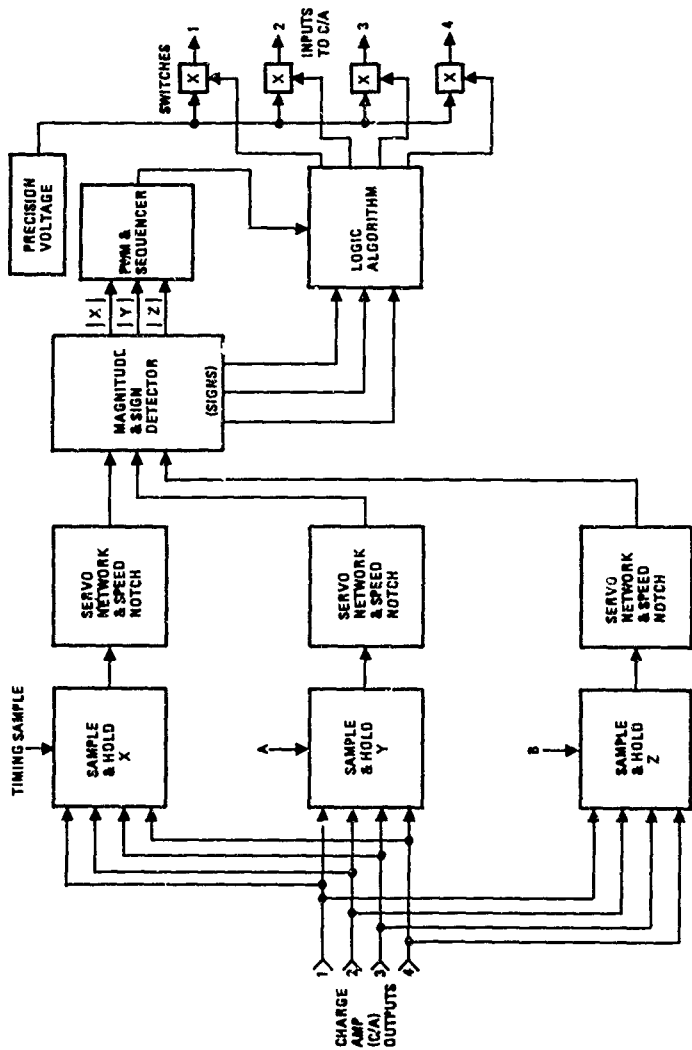 CHARGE
AMP
(C/A)
OUTPUTS
1
2
3
4
TIMING SAMPLE
SAMPLE
& HOLD
X
A
SAMPLE
& HOLD
Y
B
SAMPLE
& HOLD
Z
SERVO
NETWORK
& SPEED
NOTCH
SERVO
NETWORK
& SPEED
NOTCH
SERVO
NETWORK
& SPEED
NOTCH
MAGNITUDE
& SIGN
DETECTOR
(SIGNS)
|X|
|Y|
|Z|
PWM &
SEQUENCER
PRECISION
VOLTAGE
LOGIC
ALGORITHM
SWITCHES
X
X
X
X
1
2
INPUTS
TO C/A
3
4